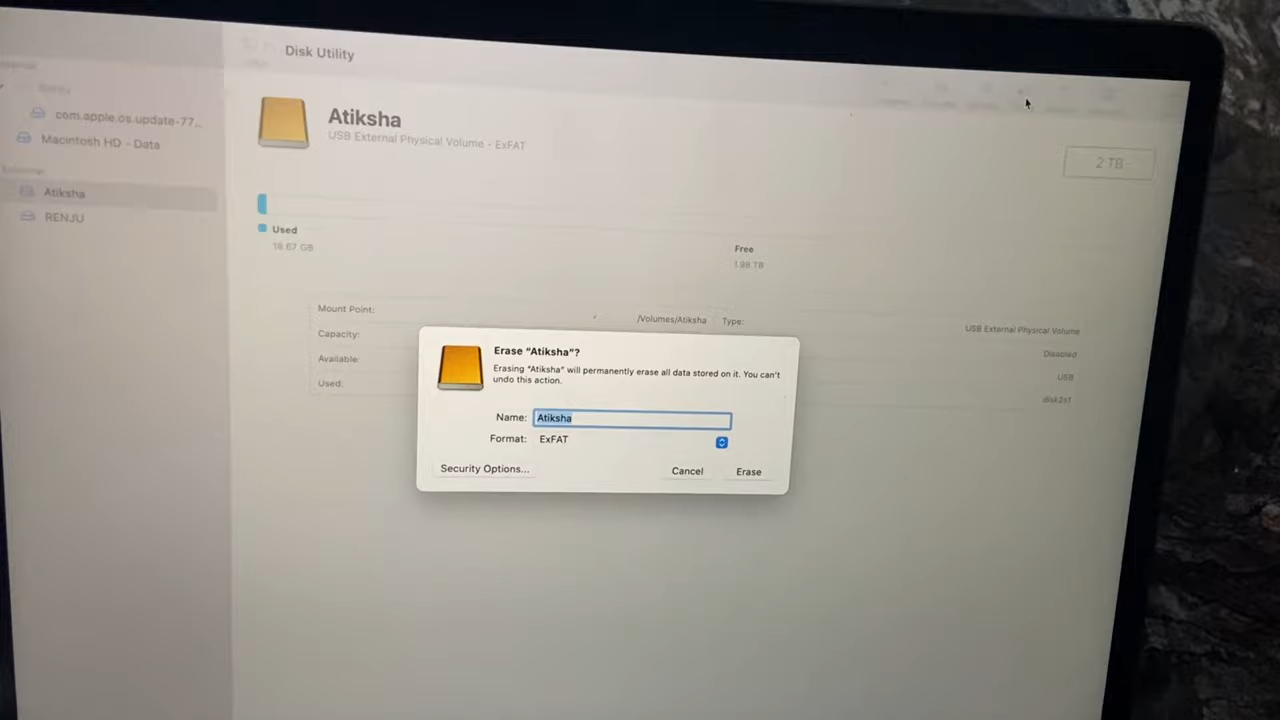 Disk Utility
Atiksha
USB External Physical Volume - ExFAT
2 TB
com.apple.os.update-77...
Macintosh HD - Data
Atiksha
RENJU
Used
18.67 GB
Free
1.98 TB
Mount Point:
/Volumes/Atiksha
Type:
USB External Physical Volume
Capacity:
Disabled
Available:
USB
Used:
disk2s1
Erase “Atiksha”?
Erasing “Atiksha” will permanently erase all data stored on it. You can't
undo this action.
Name: Atiksha
Format: ExFAT
Security Options...
Cancel
Erase